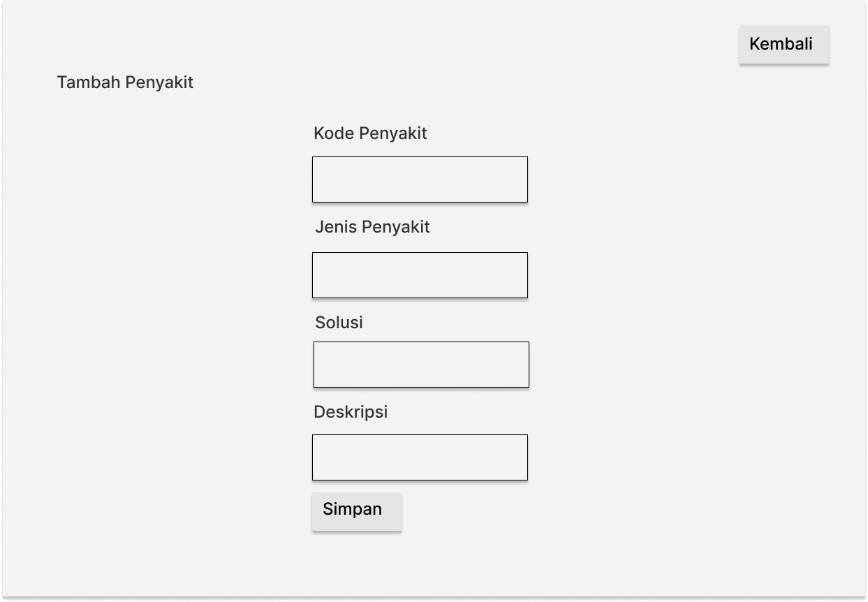 Kembali
Tambah Penyakit
Kode Penyakit
Jenis Penyakit
Solusi
Deskripsi
Simpan